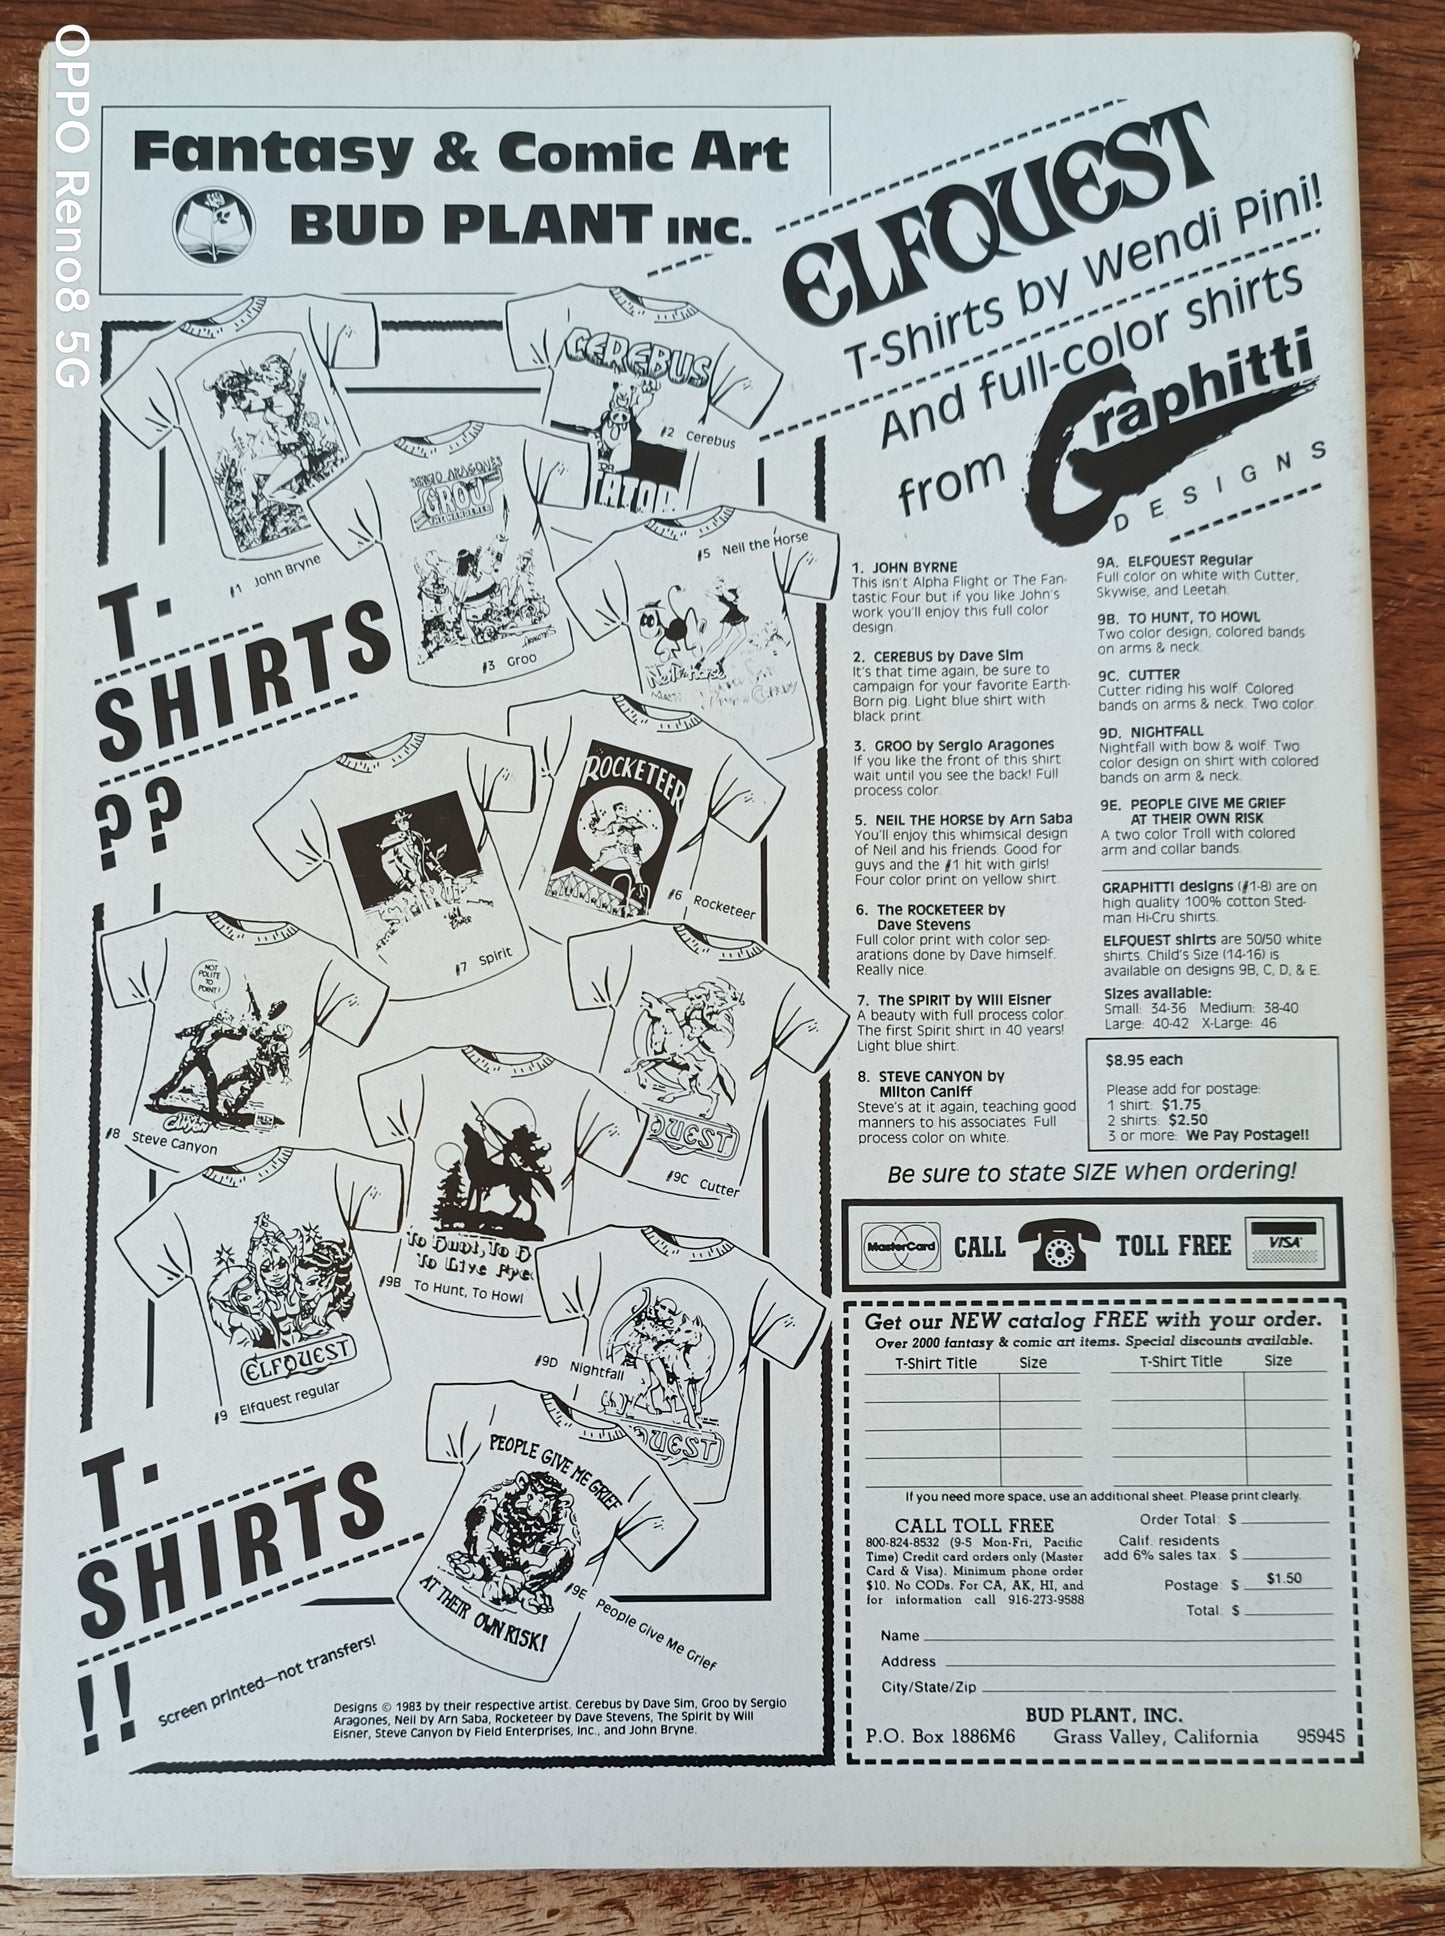 OPPO Reno8 5G
Fantasy & Comic Art
BUD PLANT INC.
ELFQUEST
T-Shirts by Wendi Pini!
And full-color shirts
from Graphitti
DESIGNS
#1 John Bryne
CEREBUS
#2 Cerebus
SERGIO ARAGONÉS
GROO
THE WANDERER
#3 Groo
#5 Neil the Horse
T-
SHIRTS
??
ROCKETEER
#6 Rocketeer
#7 Spirit
NOT
POLITE
TO
POINT!
#8 Steve Canyon
QUEST
#9C Cutter
To Hunt, To H
To Live Free
#9B To Hunt, To Howl
ELFQUEST
#9 Elfquest regular
#9D Nightfall
QUEST
PEOPLE GIVE ME GRIEF
AT THEIR OWN RISK!
#9E People Give Me Grief
T-
SHIRTS
!!
Screen printed—not transfers!
Designs © 1983 by their respective artist. Cerebus by Dave Sim, Groo by Sergio
Aragones, Neil by Arn Saba, Rocketeer by Dave Stevens, The Spirit by Will
Eisner, Steve Canyon by Field Enterprises, Inc., and John Bryne.
1. JOHN BYRNE
This isn't Alpha Flight or The Fan-
tastic Four but if you like John's
work you'll enjoy this full color
design.
2. CEREBUS by Dave Sim
It's that time again, be sure to
campaign for your favorite Earth-
Born pig. Light blue shirt with
black print.
3. GROO by Sergio Aragones
If you like the front of this shirt
wait until you see the back! Full
process color.
5. NEIL THE HORSE by Arn Saba
You'll enjoy this whimsical design
of Neil and his friends. Good for
guys and the #1 hit with girls!
Four color print on yellow shirt.
6. The ROCKETEER by
Dave Stevens
Full color print with color sep-
arations done by Dave himself.
Really nice.
7. The SPIRIT by Will Eisner
A beauty with full process color.
The first Spirit shirt in 40 years!
Light blue shirt.
8. STEVE CANYON by
Milton Caniff
Steve's at it again, teaching good
manners to his associates. Full
process color on white.
9A. ELFQUEST Regular
Full color on white with Cutter,
Skywise, and Leetah.
9B. TO HUNT, TO HOWL
Two color design, colored bands
on arms & neck.
9C. CUTTER
Cutter riding his wolf. Colored
bands on arms & neck. Two color.
9D. NIGHTFALL
Nightfall with bow & wolf. Two
color design on shirt with colored
bands on arm & neck.
9E. PEOPLE GIVE ME GRIEF
AT THEIR OWN RISK
A two color Troll with colored
arm and collar bands.
GRAPHITTI designs (#1-8) are on
high quality 100% cotton Sted-
man Hi-Cru shirts.
ELFQUEST shirts are 50/50 white
shirts. Child's Size (14-16) is
available on designs 9B, C, D, & E.
Sizes available:
Small: 34-36 Medium: 38-40
Large: 40-42 X-Large: 46
$8.95 each
Please add for postage:
1 shirt: $1.75
2 shirts: $2.50
3 or more: We Pay Postage!!
Be sure to state SIZE when ordering!
MasterCard CALL TOLL FREE VISA
Get our NEW catalog FREE with your order.
Over 2000 fantasy & comic art items. Special discounts available.
T-Shirt Title Size T-Shirt Title Size
If you need more space, use an additional sheet. Please print clearly.
CALL TOLL FREE
800-824-8532 (9-5 Mon-Fri, Pacific
Time) Credit card orders only (Master
Card & Visa). Minimum phone order
$10. No CODs. For CA, AK, HI, and
for information call 916-273-9588
Order Total: $
Calif. residents
add 6% sales tax: $
Postage: $ $1.50
Total: $
Name
Address
City/State/Zip
BUD PLANT, INC.
P.O. Box 1886M6 Grass Valley, California 95945